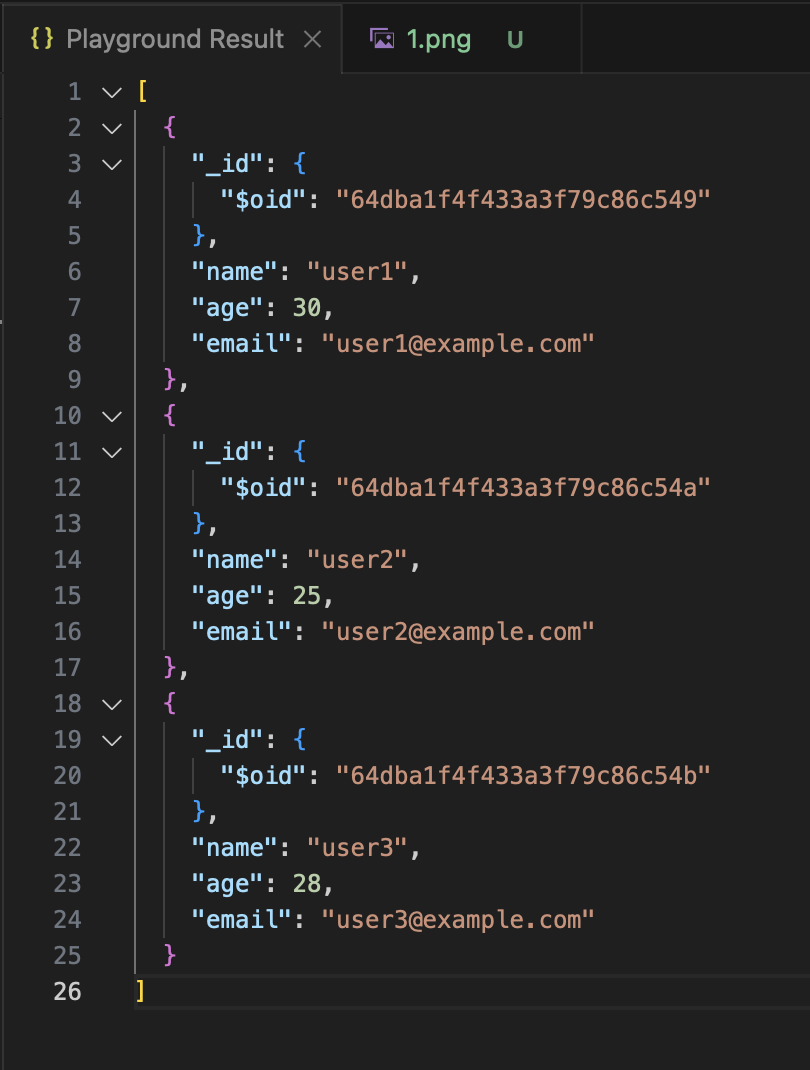 {} Playground Result × 1.png U
1 [
2 {
3 "_id": {
4 "$oid": "64dba1f4f433a3f79c86c549"
5 },
6 "name": "user1",
7 "age": 30,
8 "email": "user1@example.com"
9 },
10 {
11 "_id": {
12 "$oid": "64dba1f4f433a3f79c86c54a"
13 },
14 "name": "user2",
15 "age": 25,
16 "email": "user2@example.com"
17 },
18 {
19 "_id": {
20 "$oid": "64dba1f4f433a3f79c86c54b"
21 },
22 "name": "user3",
23 "age": 28,
24 "email": "user3@example.com"
25 }
26 ]